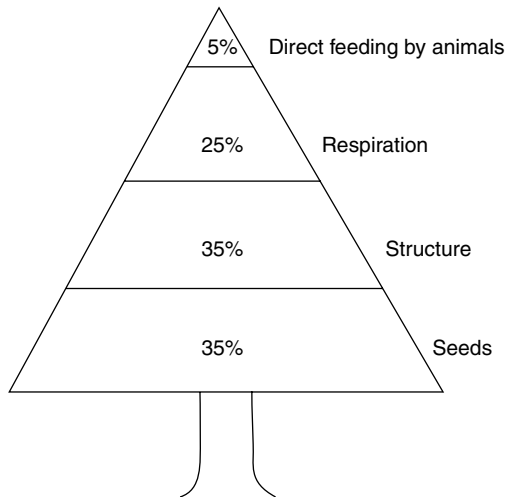 5% Direct feeding by animals
25% Respiration
35% Structure
35% Seeds